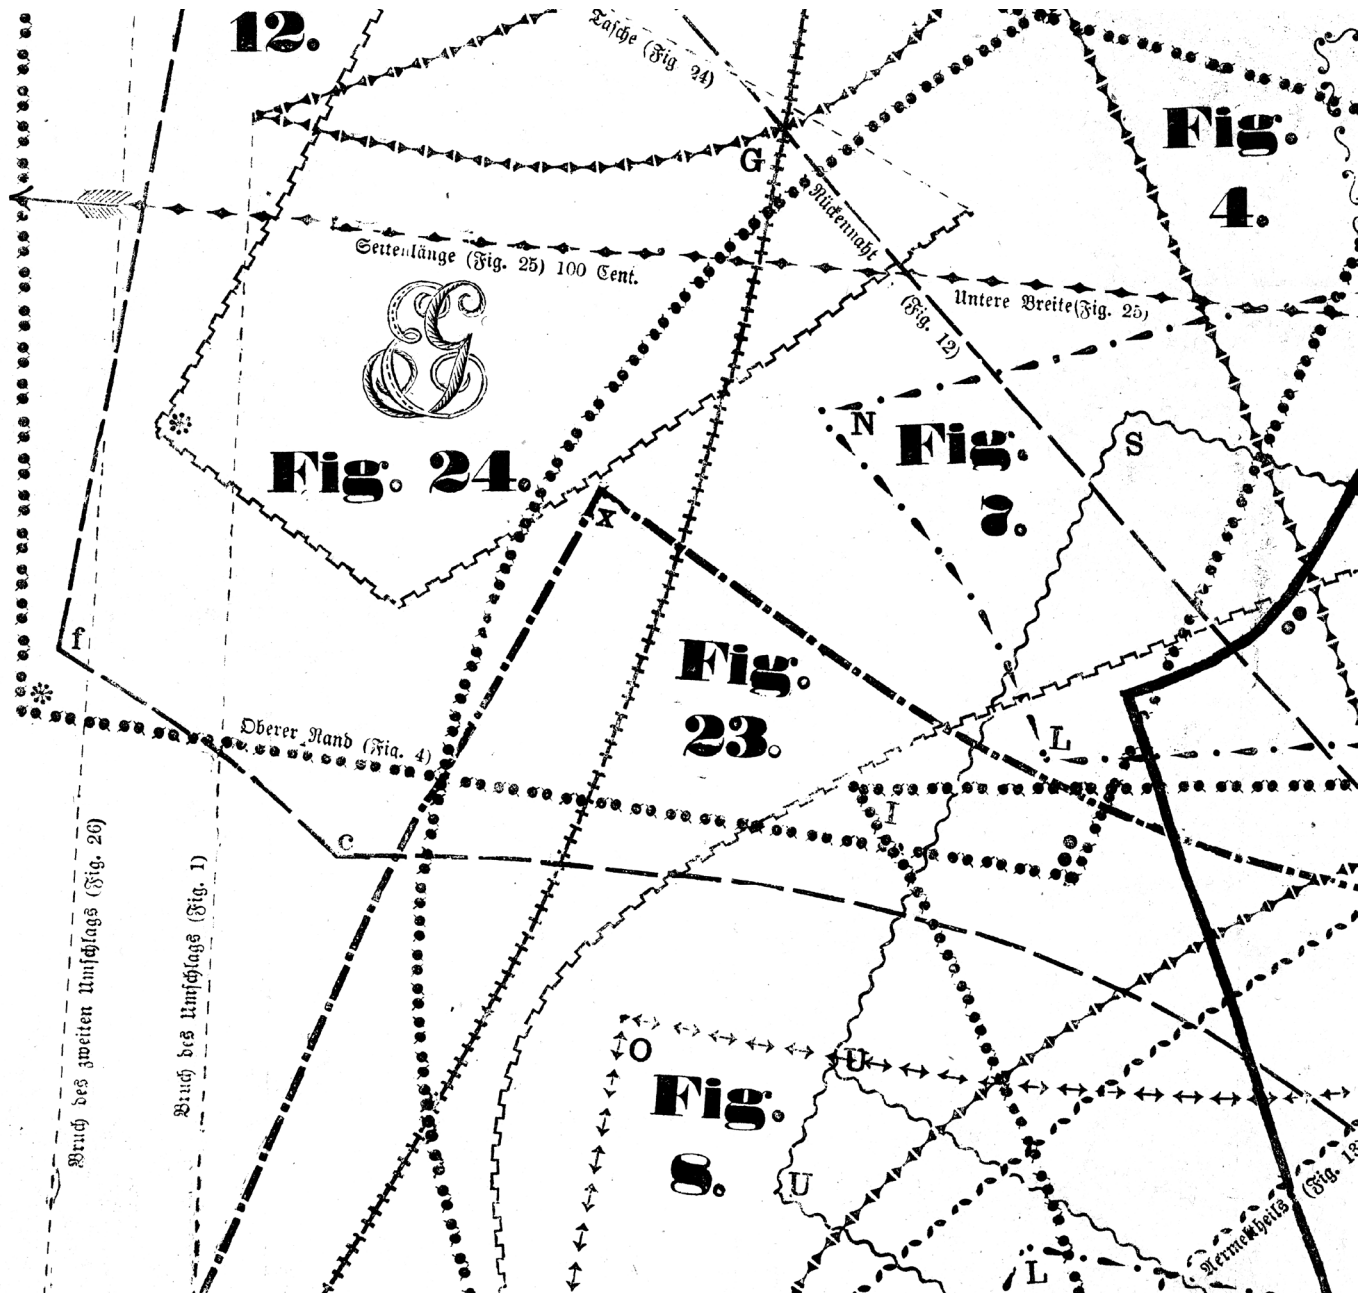 12.
Tasche (Fig. 24)
Fig.
4.
G
Rückennaht
(Fig. 12)
Seitenlänge (Fig. 25) 100 Cent.
Untere Breite (Fig. 25)
N
Fig.
7.
S
Fig. 24.
X
f
Fig.
23.
Oberer Rand (Fig. 4)
L
I
c
Bruch des zweiten Umschlags (Fig. 26)
Bruch des Umschlags (Fig. 1)
O
U
Fig.
8.
U
Aermeltheils (Fig. 13
L